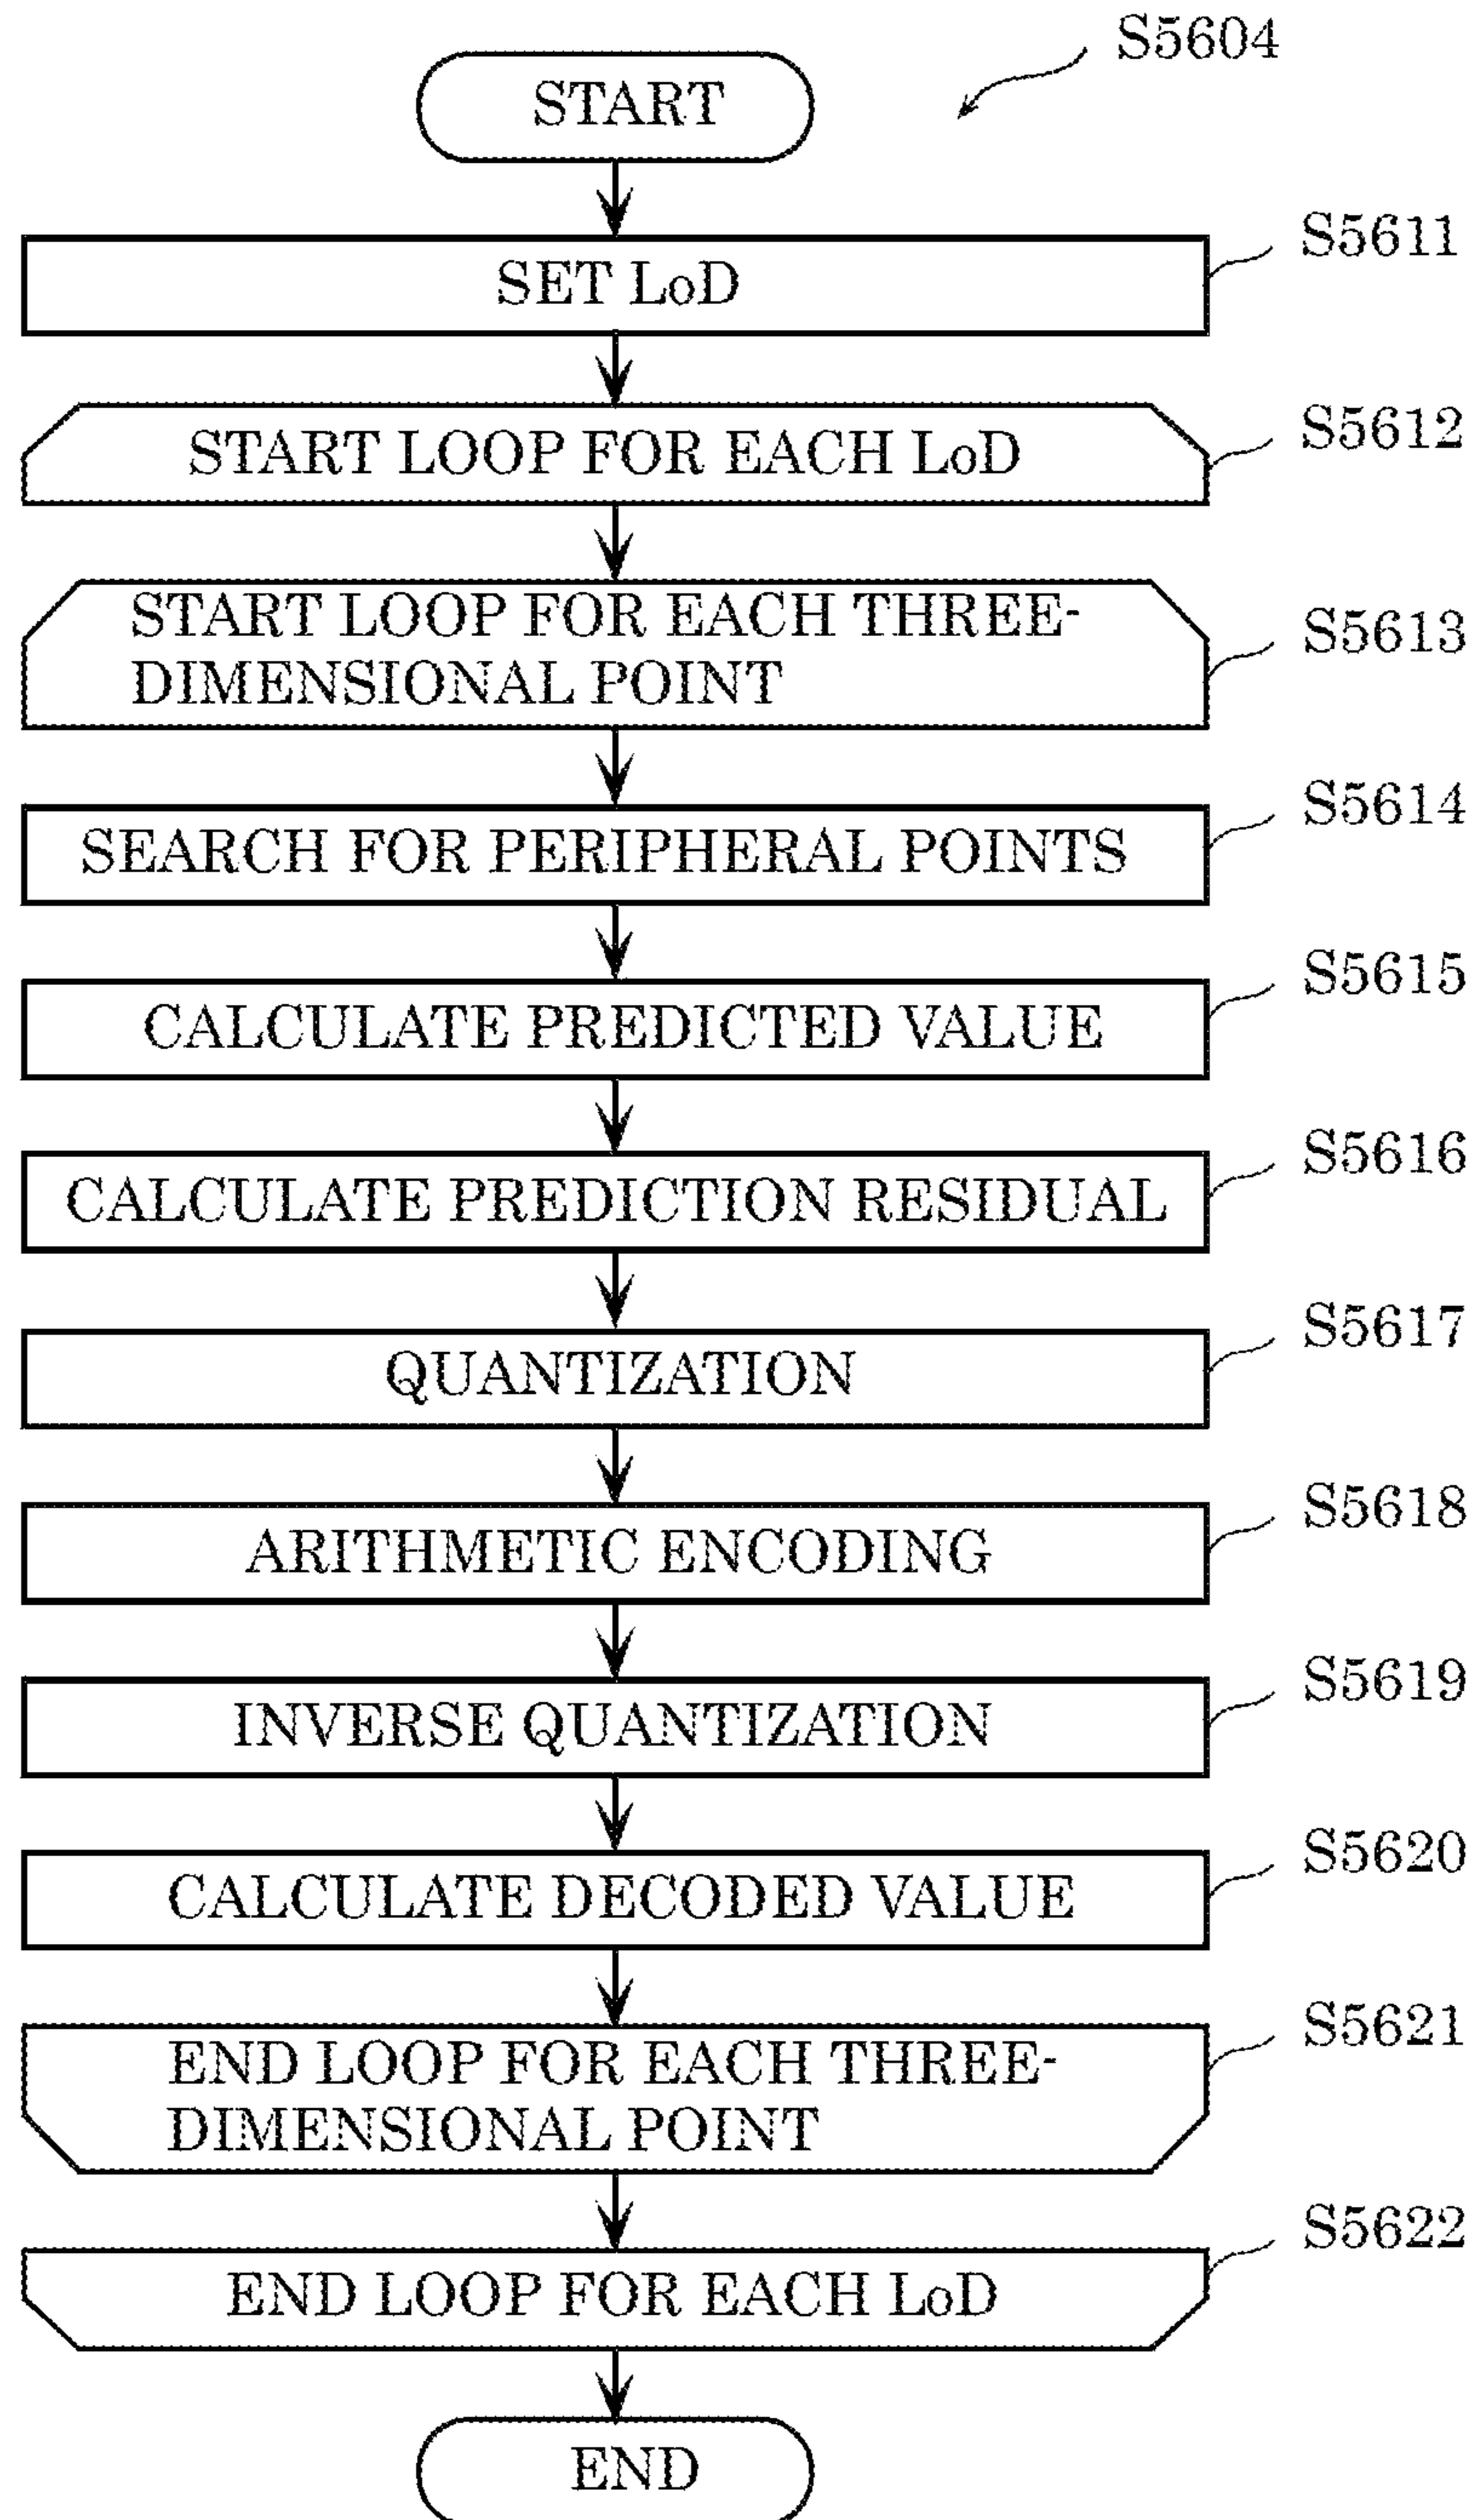 S5604
START
SET LoD
S5611
START LOOP FOR EACH LoD
S5612
START LOOP FOR EACH THREE-
DIMENSIONAL POINT
S5613
SEARCH FOR PERIPHERAL POINTS
S5614
CALCULATE PREDICTED VALUE
S5615
CALCULATE PREDICTION RESIDUAL
S5616
QUANTIZATION
S5617
ARITHMETIC ENCODING
S5618
INVERSE QUANTIZATION
S5619
CALCULATE DECODED VALUE
S5620
END LOOP FOR EACH THREE-
DIMENSIONAL POINT
S5621
END LOOP FOR EACH LoD
S5622
END